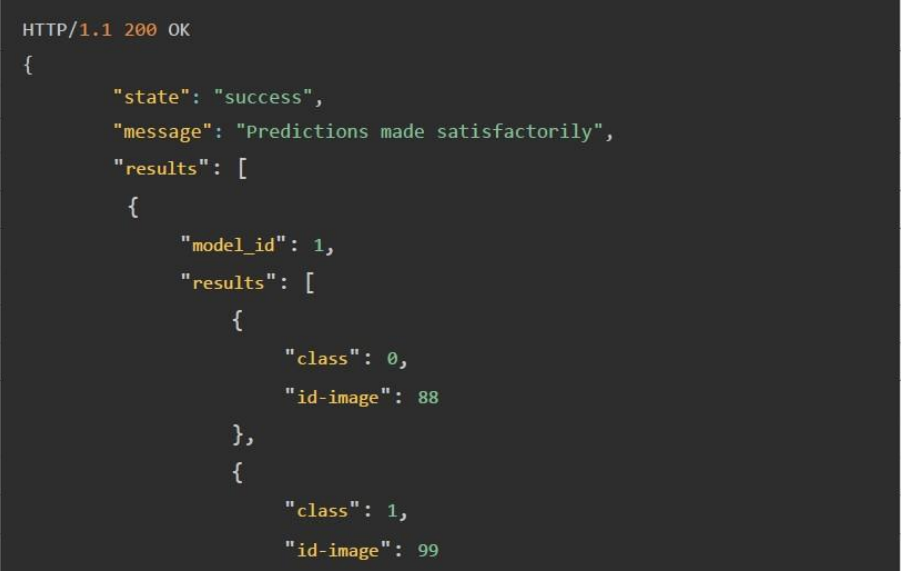 HTTP/1.1 200 OK
{
"state": "success",
"message": "Predictions made satisfactorily",
"results": [
{
"model_id": 1,
"results": [
{
"class": 0,
"id-image": 88
},
{
"class": 1,
"id-image": 99